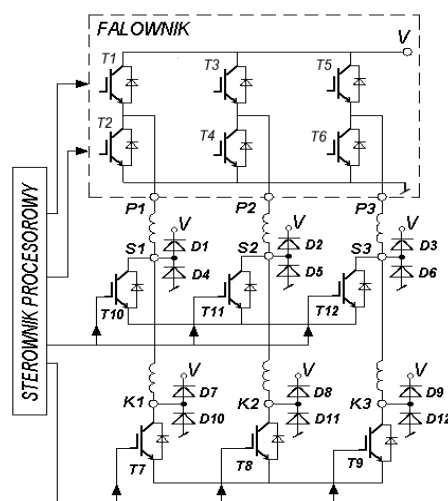 FALOWNIK
V
T1 T3 T5
T2 T4 T6
P1 P2 P3
V V V
S1 D1 S2 D2 S3 D3
D4 D5 D6
T10 T11 T12
STEROWNIK PROCESOROWY
V V V
D7 D8 D9
K1 K2 K3
D10 D11 D12
T7 T8 T9